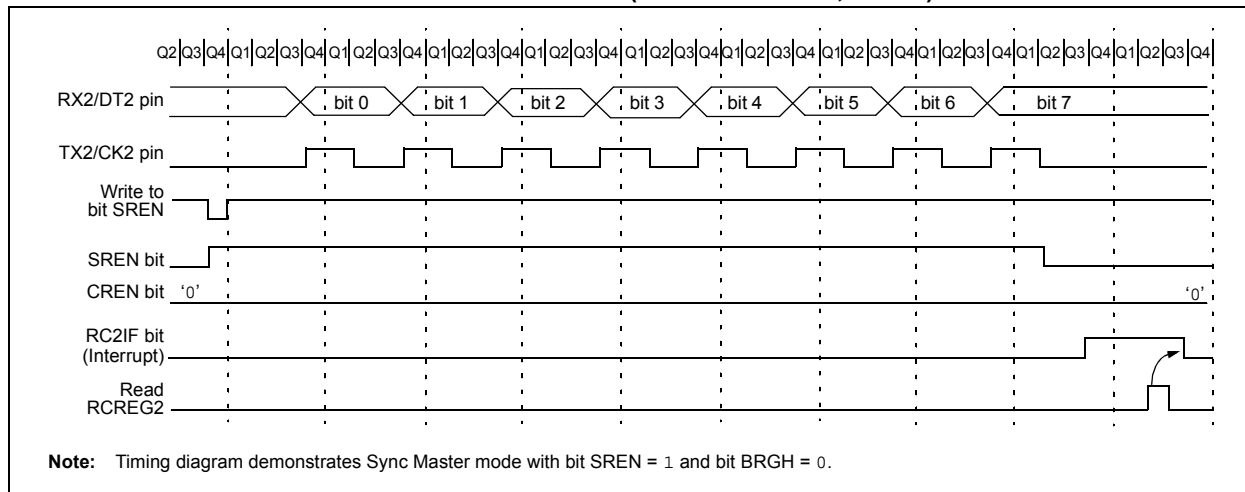 Q2|Q3|Q4|Q1|Q2|Q3|Q4|Q1|Q2|Q3|Q4|Q1|Q2|Q3|Q4|Q1|Q2|Q3|Q4|Q1|Q2|Q3|Q4|Q1|Q2|Q3|Q4|Q1|Q2|Q3|Q4|Q1|Q2|Q3|Q4|Q1|Q2|Q3|Q4|Q1|Q2|Q3|Q4
RX2/DT2 pin bit 0 bit 1 bit 2 bit 3 bit 4 bit 5 bit 6 bit 7
TX2/CK2 pin
Write to
bit SREN
SREN bit
CREN bit ‘0’ ‘0’
RC2IF bit
(Interrupt)
Read
RCREG2
Note: Timing diagram demonstrates Sync Master mode with bit SREN = 1 and bit BRGH = 0.